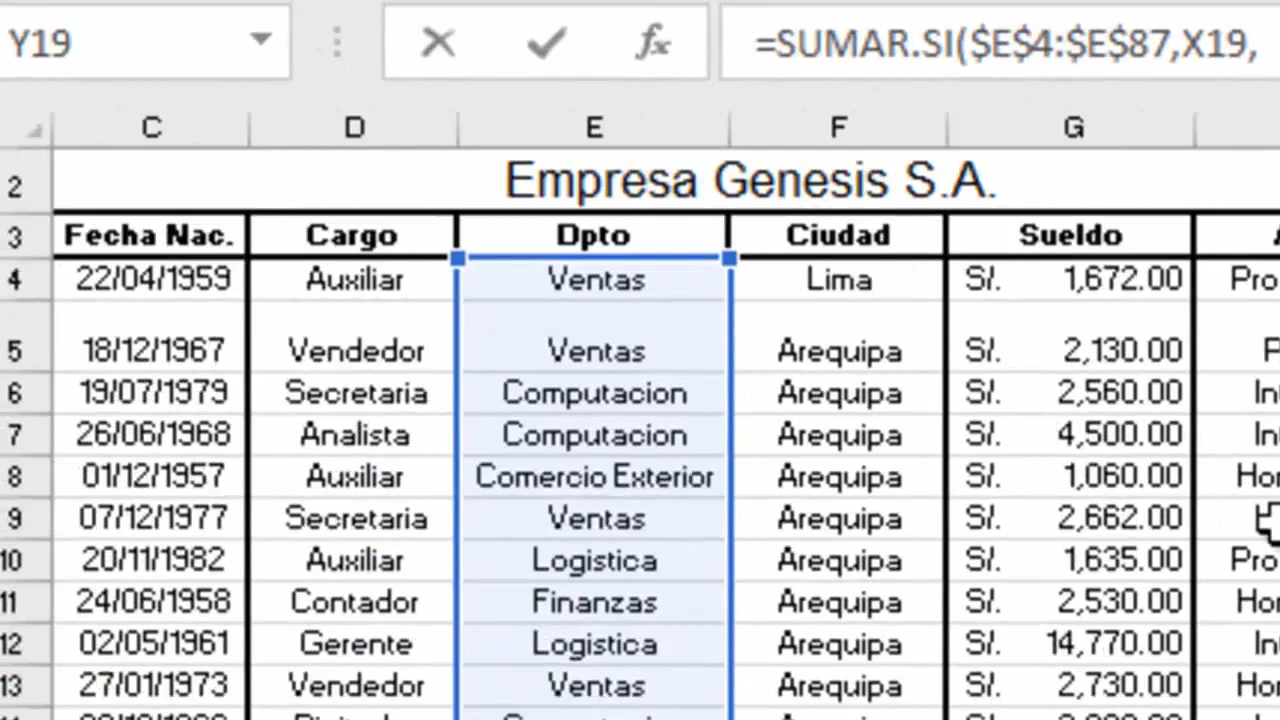 Y19 fx =SUMAR.SI($E$4:$E$87,X19,
C D E F G
2 Empresa Genesis S.A.
3 Fecha Nac. Cargo Dpto Ciudad Sueldo
4 22/04/1959 Auxiliar Ventas Lima S/. 1,672.00
5 18/12/1967 Vendedor Ventas Arequipa S/. 2,130.00
6 19/07/1979 Secretaria Computacion Arequipa S/. 2,560.00
7 26/06/1968 Analista Computacion Arequipa S/. 4,500.00
8 01/12/1957 Auxiliar Comercio Exterior Arequipa S/. 1,060.00
9 07/12/1977 Secretaria Ventas Arequipa S/. 2,662.00
10 20/11/1982 Auxiliar Logistica Arequipa S/. 1,635.00
11 24/06/1958 Contador Finanzas Arequipa S/. 2,530.00
12 02/05/1961 Gerente Logistica Arequipa S/. 14,770.00
13 27/01/1973 Vendedor Ventas Arequipa S/. 2,730.00